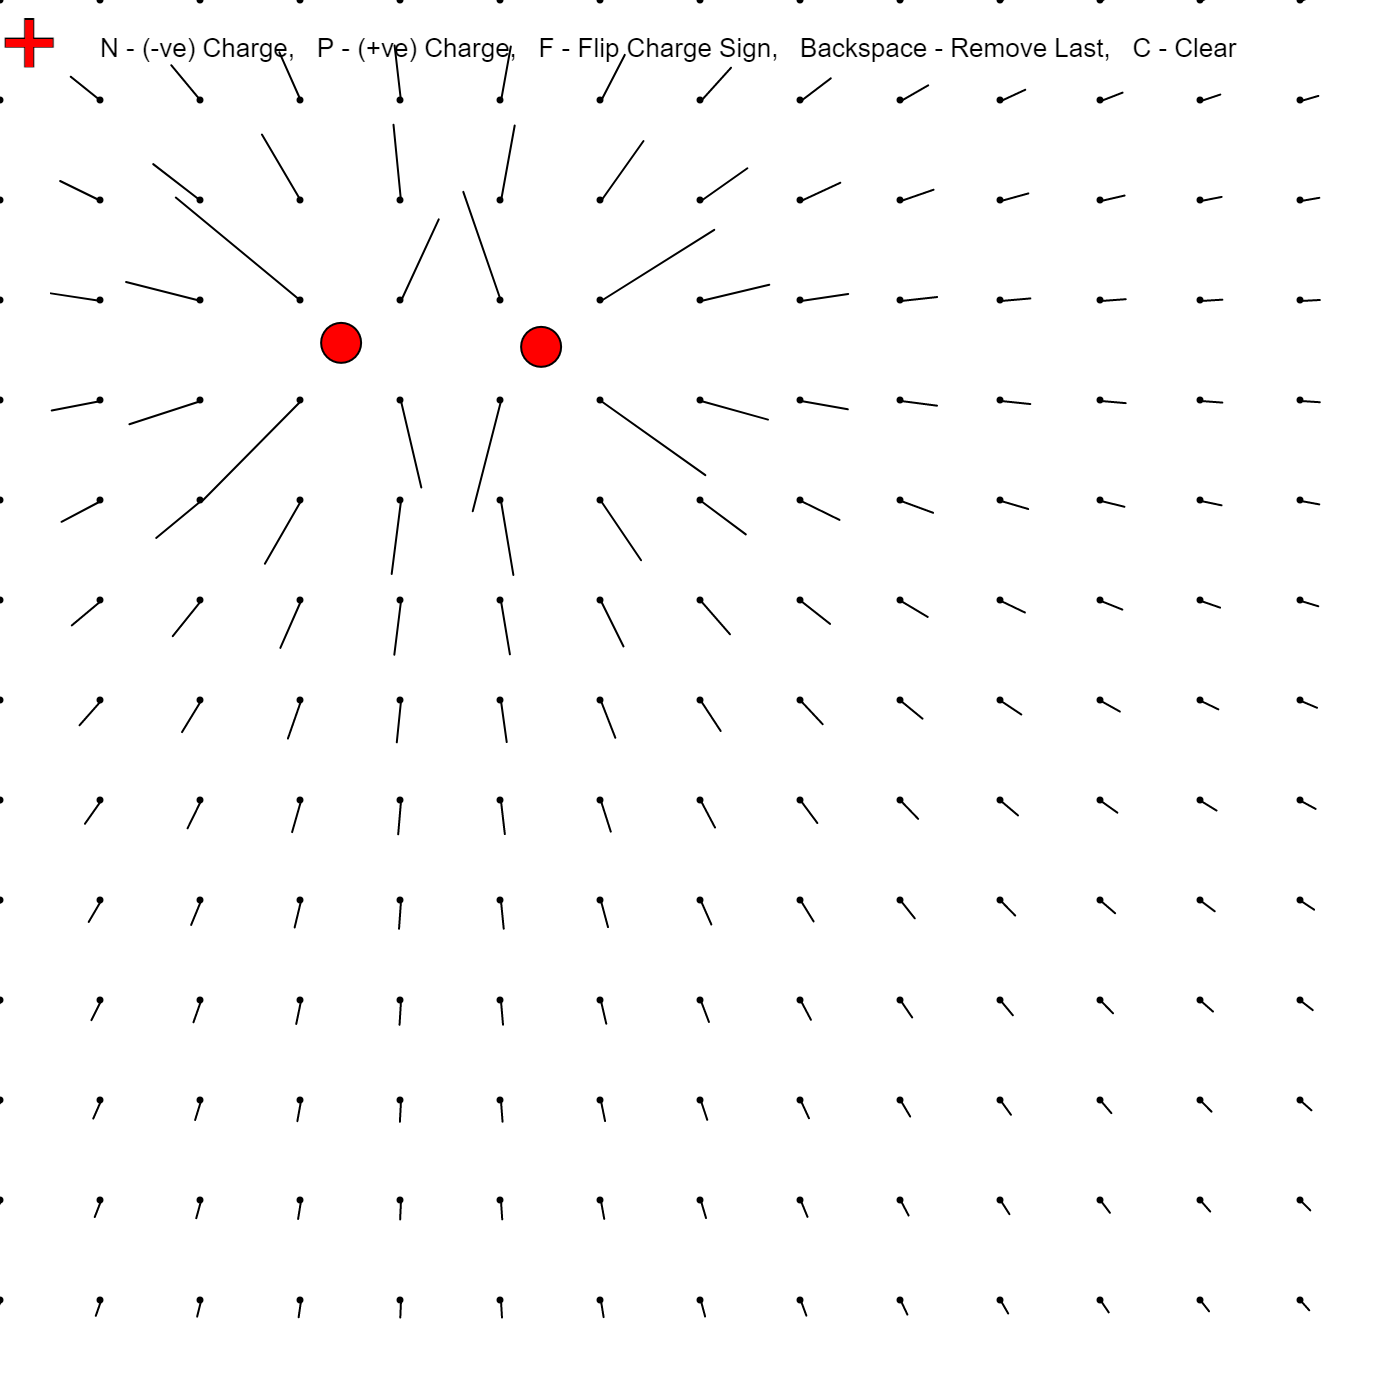 N - (-ve) Charge,   P - (+ve) Charge,   F - Flip Charge Sign,   Backspace - Remove Last,   C - Clear